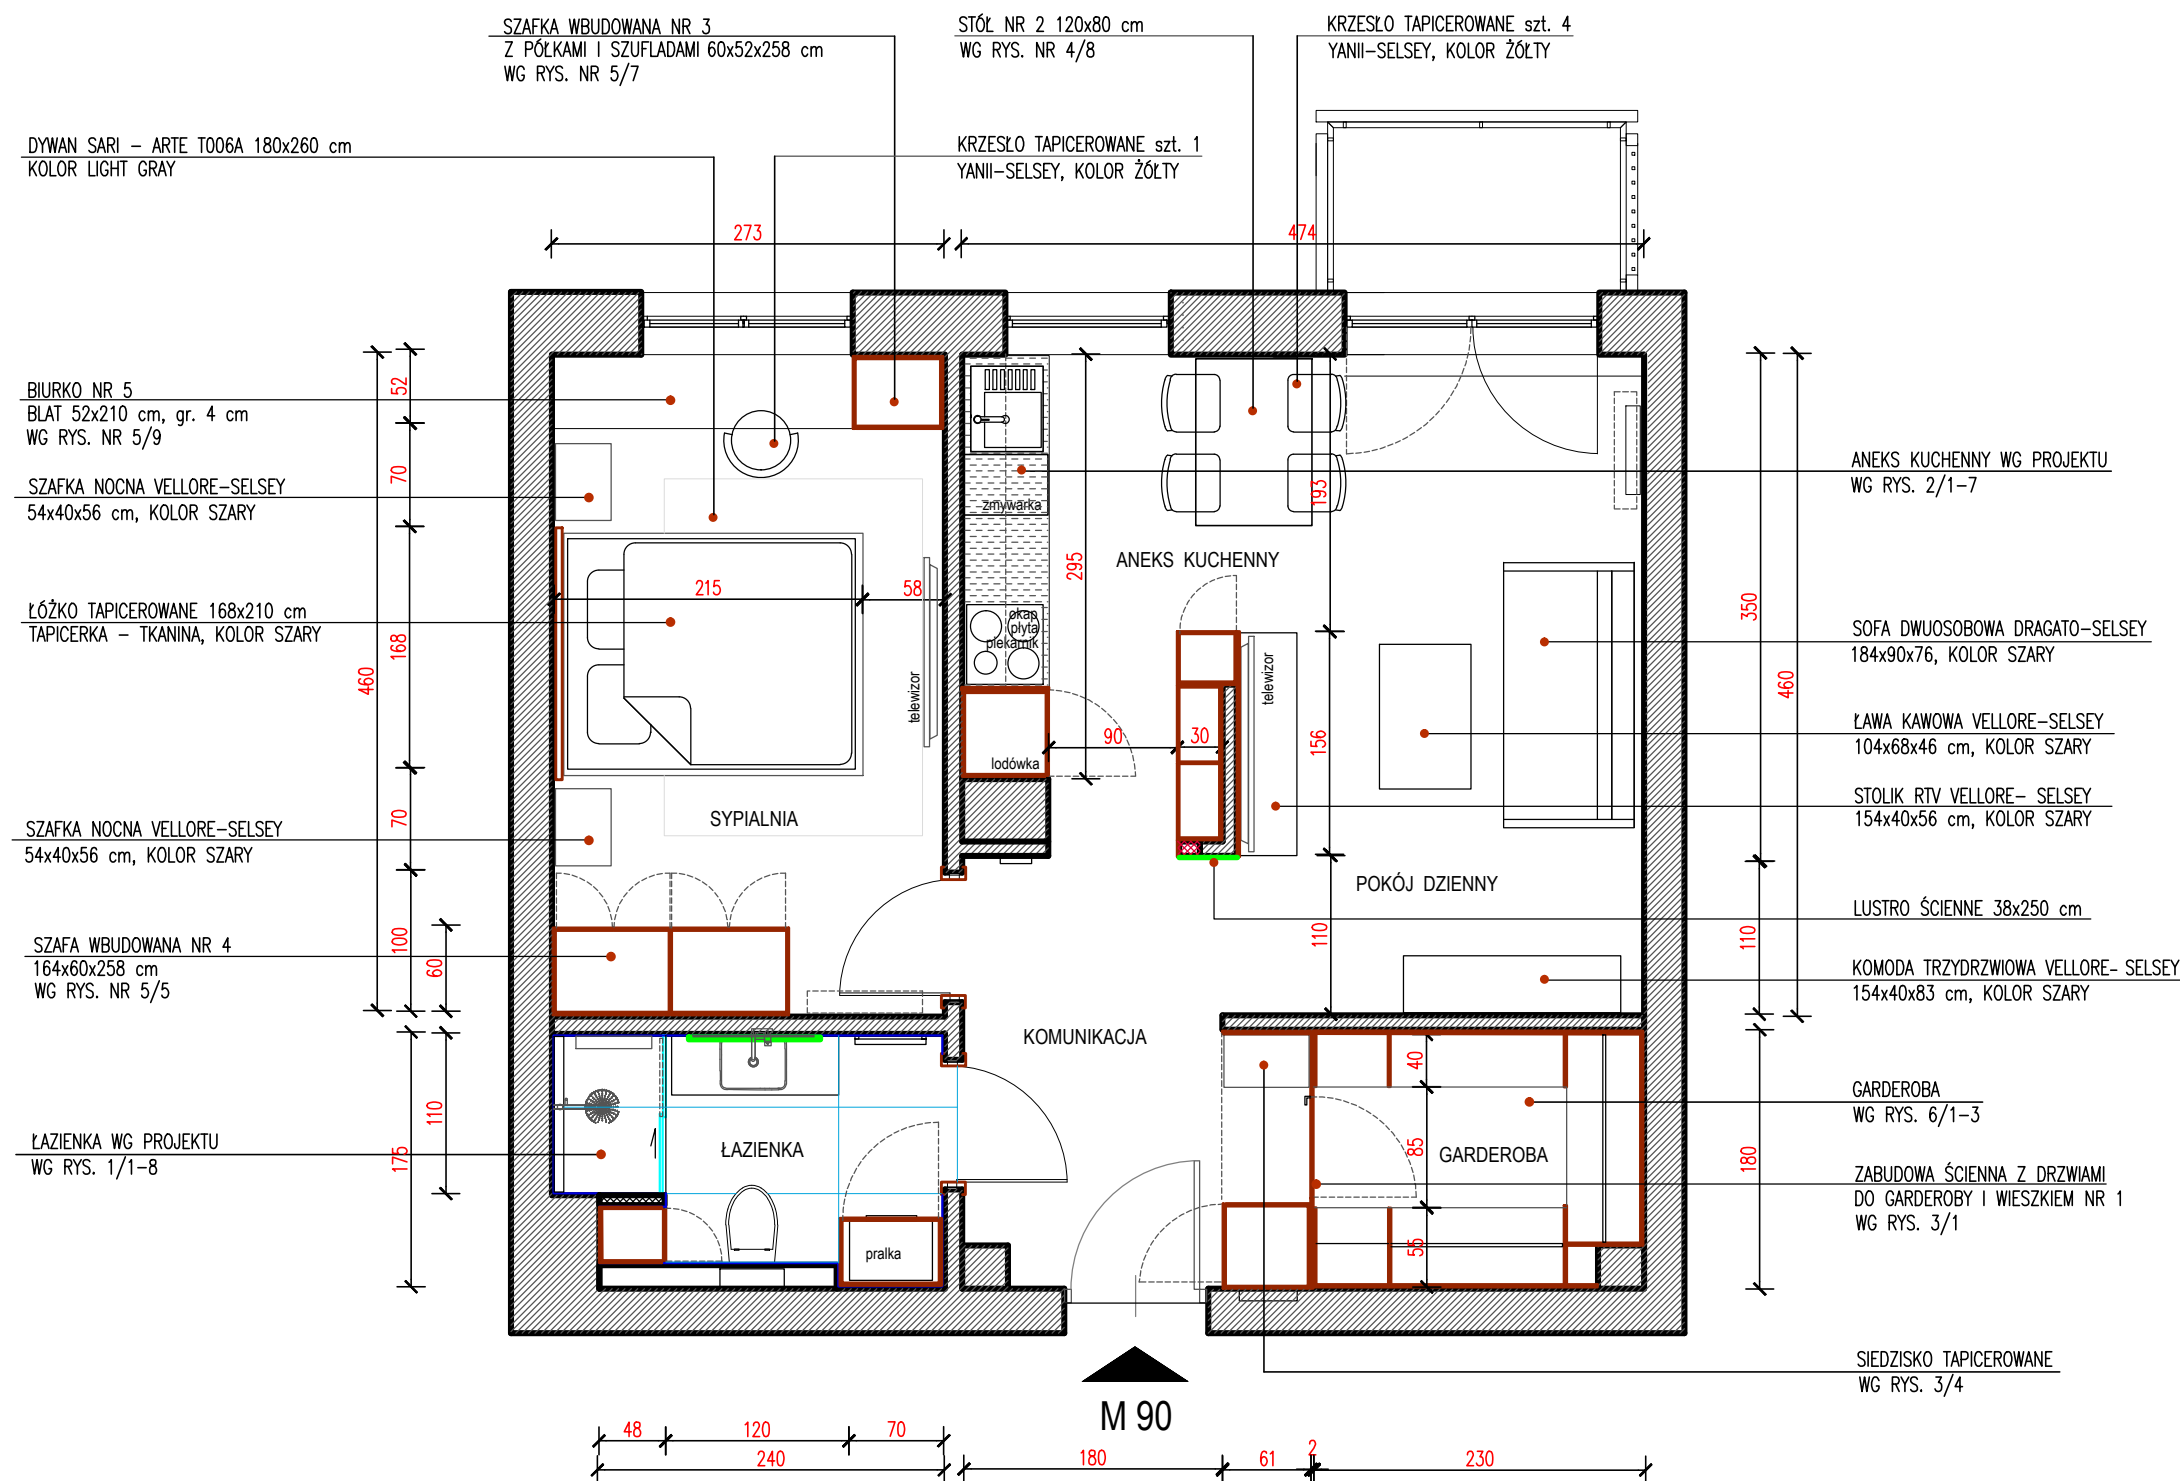 SZAFKA WBUDOWANA NR 3
Z PÓŁKAMI I SZUFLADAMI 60x52x258 cm
WG RYS. NR 5/7
STÓŁ NR 2 120x80 cm
WG RYS. NR 4/8
KRZESŁO TAPICEROWANE szt. 4
YANII-SELSEY, KOLOR ŻÓŁTY
DYWAN SARI - ARTE T006A 180x260 cm
KOLOR LIGHT GRAY
KRZESŁO TAPICEROWANE szt. 1
YANII-SELSEY, KOLOR ŻÓŁTY
273
474
BIURKO NR 5
BLAT 52x210 cm, gr. 4 cm
WG RYS. NR 5/9
SZAFKA NOCNA VELLORE-SELSEY
54x40x56 cm, KOLOR SZARY
ŁÓŻKO TAPICEROWANE 168x210 cm
TAPICERKA - TKANINA, KOLOR SZARY
SZAFKA NOCNA VELLORE-SELSEY
54x40x56 cm, KOLOR SZARY
SZAFA WBUDOWANA NR 4
164x60x258 cm
WG RYS. NR 5/5
ŁAZIENKA WG PROJEKTU
WG RYS. 1/1-8
460
52
70
168
70
100
60
175
110
215
58
telewizor
SYPIALNIA
ŁAZIENKA
pralka
zmywarka
okap
płyta
piekarnik
lodówka
295
ANEKS KUCHENNY
90
30
193
156
110
telewizor
POKÓJ DZIENNY
KOMUNIKACJA
40
85
55
GARDEROBA
350
110
460
180
ANEKS KUCHENNY WG PROJEKTU
WG RYS. 2/1-7
SOFA DWUOSOBOWA DRAGATO-SELSEY
184x90x76, KOLOR SZARY
ŁAWA KAWOWA VELLORE-SELSEY
104x68x46 cm, KOLOR SZARY
STOLIK RTV VELLORE- SELSEY
154x40x56 cm, KOLOR SZARY
LUSTRO ŚCIENNE 38x250 cm
KOMODA TRZYDRZWIOWA VELLORE- SELSEY
154x40x83 cm, KOLOR SZARY
GARDEROBA
WG RYS. 6/1-3
ZABUDOWA ŚCIENNA Z DRZWIAMI
DO GARDEROBY I WIESZKIEM NR 1
WG RYS. 3/1
SIEDZISKO TAPICEROWANE
WG RYS. 3/4
M 90
48
120
70
240
180
61
2
230